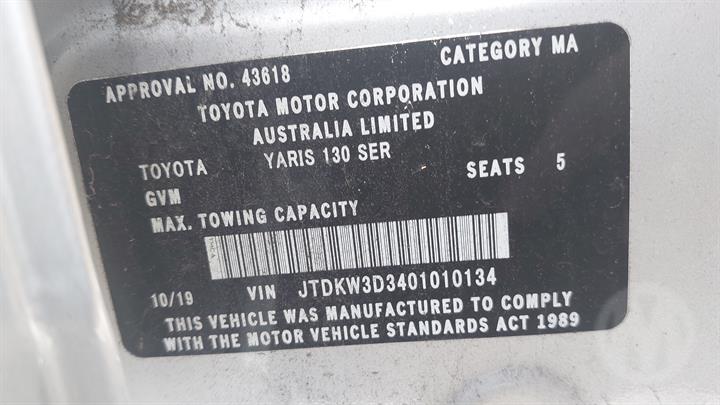 APPROVAL NO. 43618 CATEGORY MA
TOYOTA MOTOR CORPORATION
AUSTRALIA LIMITED
TOYOTA YARIS 130 SER
GVM SEATS 5
MAX. TOWING CAPACITY
10/19 VIN JTDKW3D3401010134
THIS VEHICLE WAS MANUFACTURED TO COMPLY
WITH THE MOTOR VEHICLE STANDARDS ACT 1989